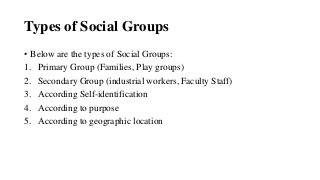 Types of Social Groups
• Below are the types of Social Groups:
1. Primary Group (Families, Play groups)
2. Secondary Group (industrial workers, Faculty Staff)
3. According Self-identification
4. According to purpose
5. According to geographic location